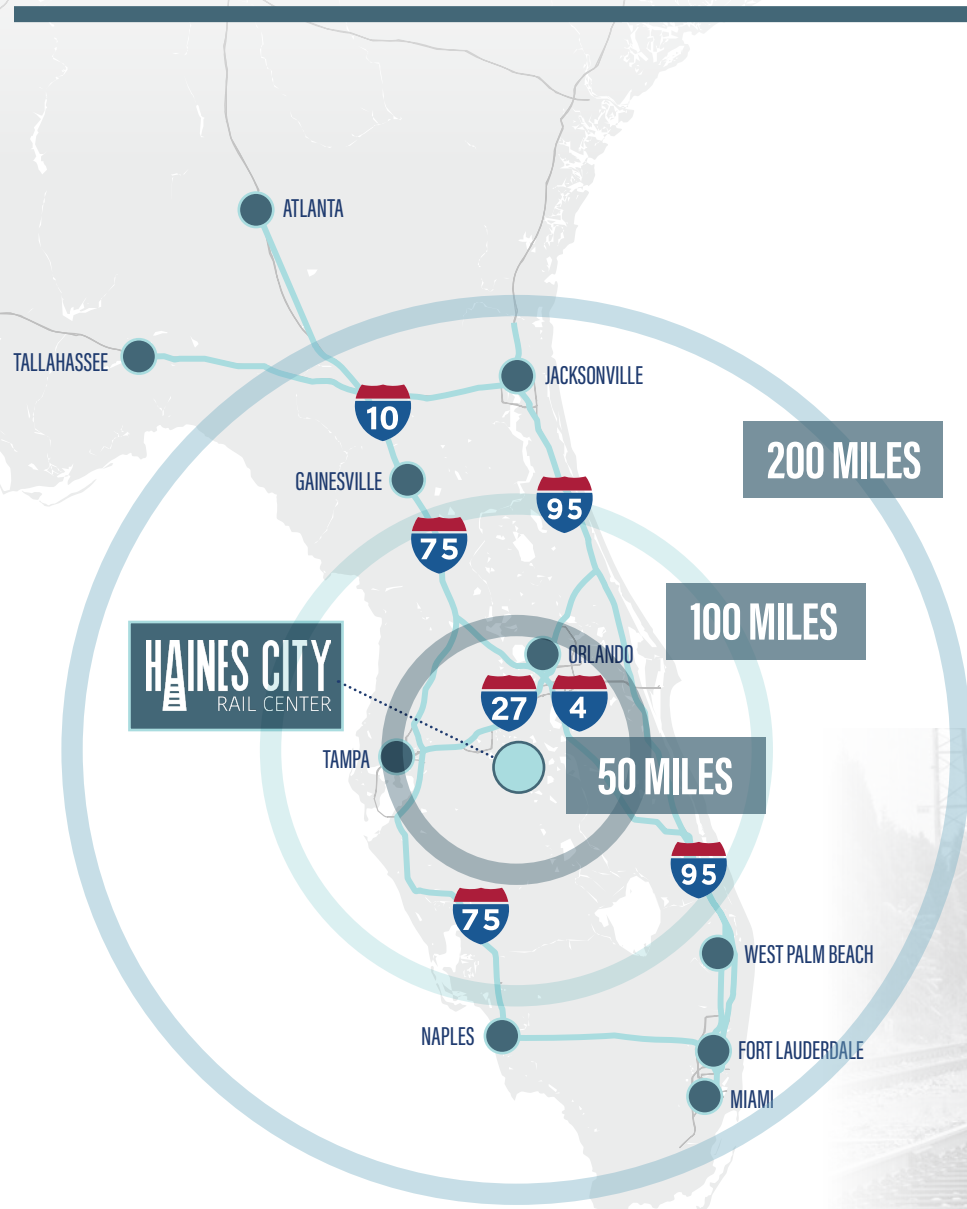 ATLANTA
TALLAHASSEE
JACKSONVILLE
10
GAINESVILLE
200 MILES
95
75
100 MILES
HAINES CITY
RAIL CENTER
ORLANDO
27
4
TAMPA
50 MILES
95
75
WEST PALM BEACH
NAPLES
FORT LAUDERDALE
MIAMI